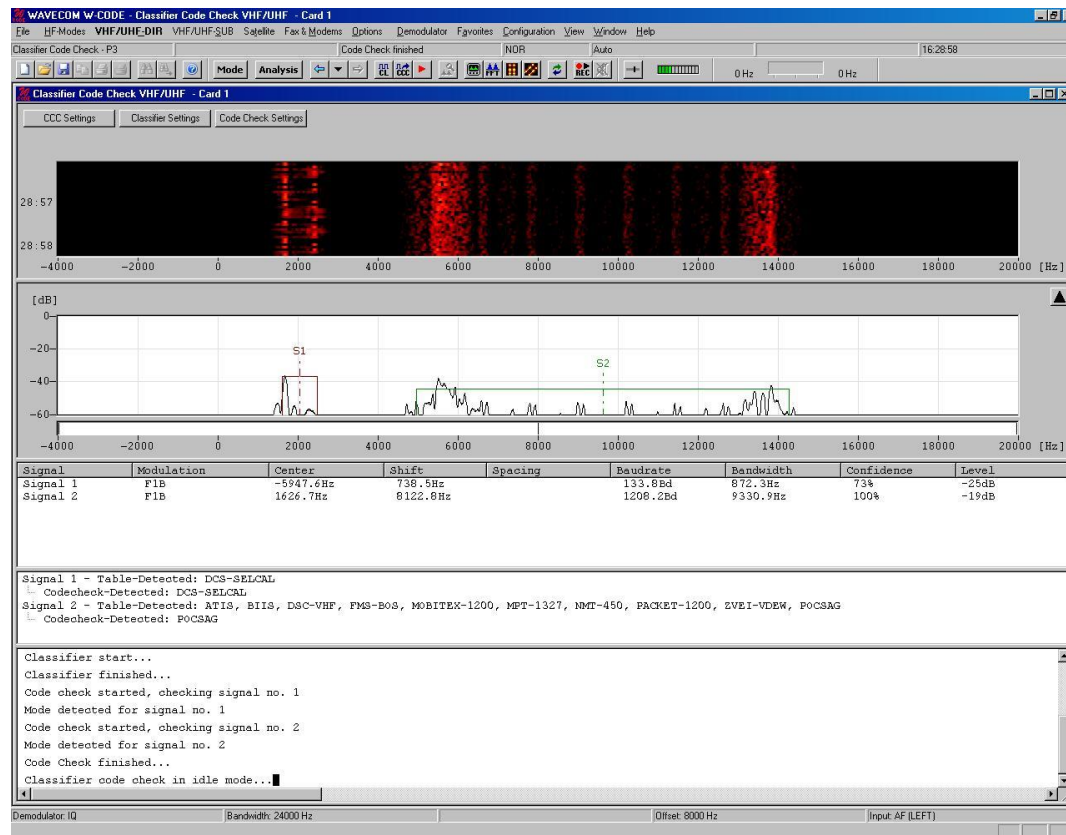 WAVECOM W-CODE - Classifier Code Check VHF/UHF - Card 1
File HF-Modes VHF/UHF-DIR VHF/UHF-SUB Satellite Fax & Modems Options Demodulator Favorites Configuration View Window Help
Classifier Code Check - P3 Code Check finished NOR Auto 16:28:58
Mode Analysis CL CCC FFT REC 0 Hz 0 Hz
Classifier Code Check VHF/UHF - Card 1
CCC Settings Classifier Settings Code Check Settings
28:57
28:58
-4000 -2000 0 2000 4000 6000 8000 10000 12000 14000 16000 18000 20000 [Hz]
[dB]
0
-20
S1
S2
-40
-60
-4000 -2000 0 2000 4000 6000 8000 10000 12000 14000 16000 18000 20000 [Hz]
Signal Modulation Center Shift Spacing Baudrate Bandwidth Confidence Level
Signal 1 F1B -5947.6Hz 738.5Hz 133.8Bd 872.3Hz 73% -25dB
Signal 2 F1B 1626.7Hz 8122.8Hz 1208.2Bd 9330.9Hz 100% -19dB
Signal 1 - Table-Detected: DCS-SELCAL
Codecheck-Detected: DCS-SELCAL
Signal 2 - Table-Detected: ATIS, BIIS, DSC-VHF, FMS-BOS, MOBITEX-1200, MPT-1327, NMT-450, PACKET-1200, ZVEI-VDEW, POCSAG
Codecheck-Detected: POCSAG
Classifier start...
Classifier finished...
Code check started, checking signal no. 1
Mode detected for signal no. 1
Code check started, checking signal no. 2
Mode detected for signal no. 2
Code Check finished...
Classifier code check in idle mode...
Demodulator: IQ Bandwidth: 24000 Hz Offset: 8000 Hz Input: AF (LEFT)